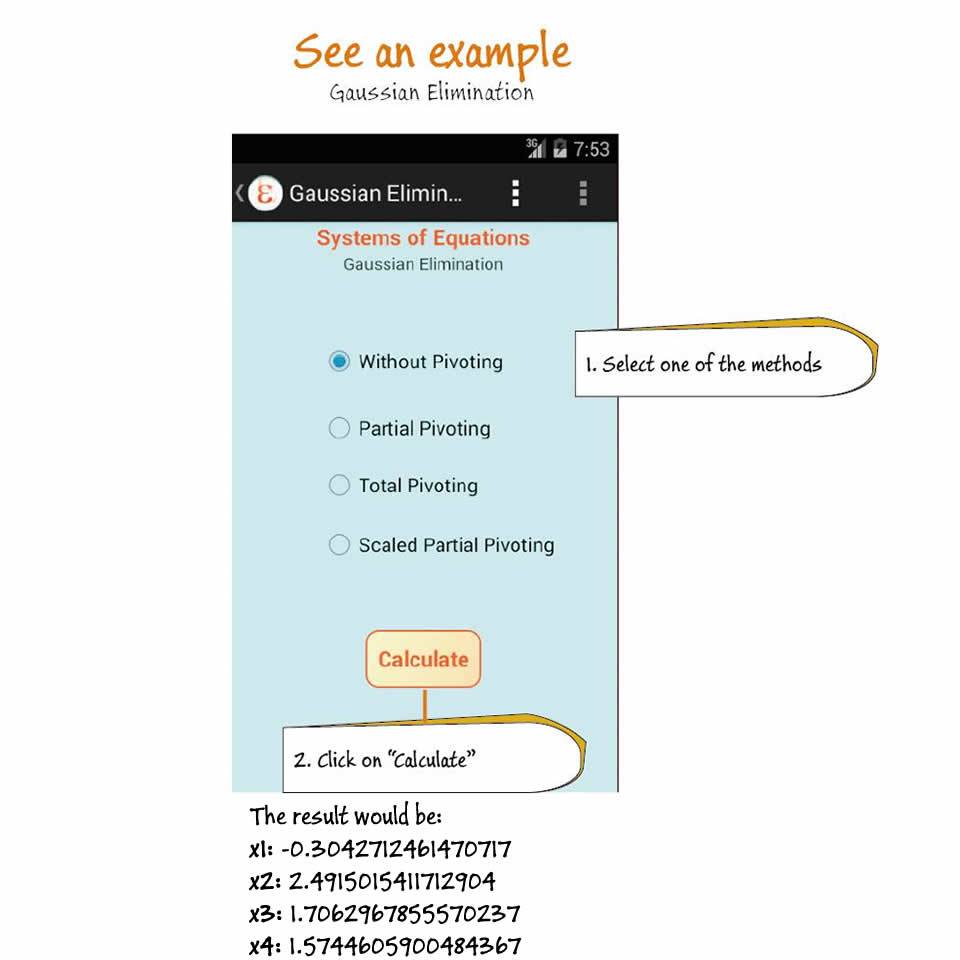 See an example
Gaussian Elimination
3G 7:53
ε Gaussian Elimin...
Systems of Equations
Gaussian Elimination
Without Pivoting
1. Select one of the methods
Partial Pivoting
Total Pivoting
Scaled Partial Pivoting
Calculate
2. Click on “Calculate”
The result would be:
x1: -0.3042712461470717
x2: 2.4915015411712904
x3: 1.7062967855570237
x4: 1.5744605900484367